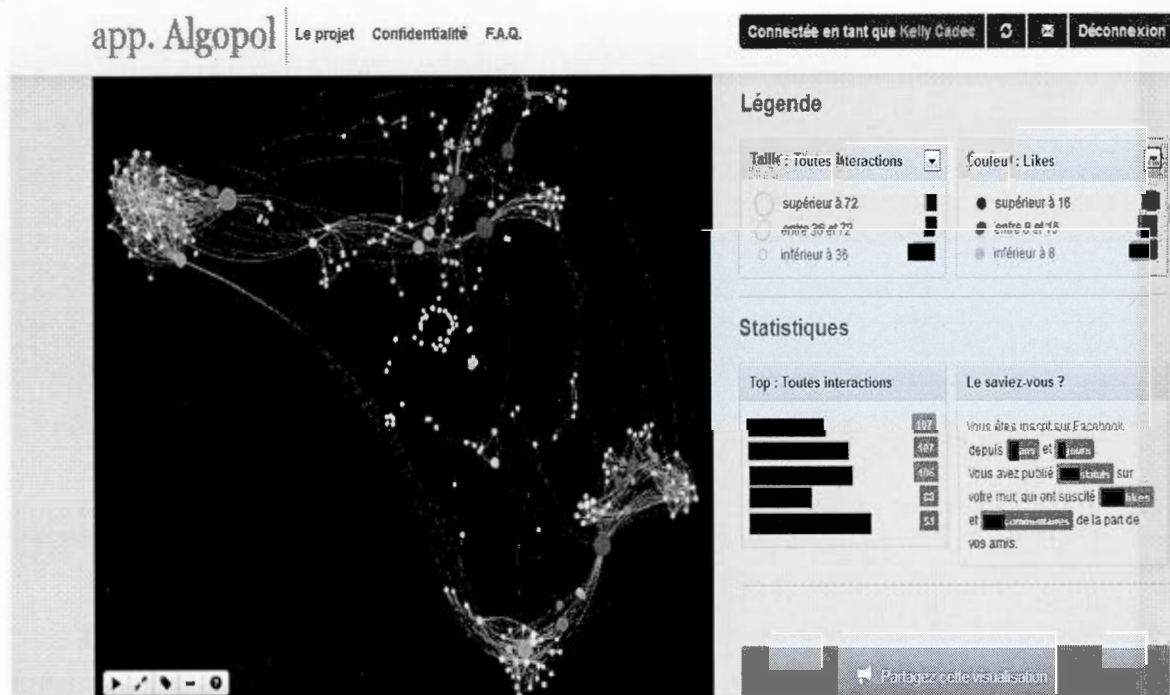 app. Algopol
Le projet Confidentialité F.A.Q.
Connectée en tant que Kelly Cadec
Déconnexion
Légende
Taille : Toutes interactions
supérieur à 72
entre 36 et 72
inférieur à 36
Couleur : Likes
supérieur à 16
entre 8 et 16
inférieur à 8
Statistiques
Top : Toutes interactions
197
107
106
83
51
Le saviez-vous ?
Vous êtes inscrit sur Facebook
depuis ans et jours
Vous avez publié statuts sur
votre mur, qui ont suscité likes
et commentaires de la part de
vos amis.
Partagez cette visualisation